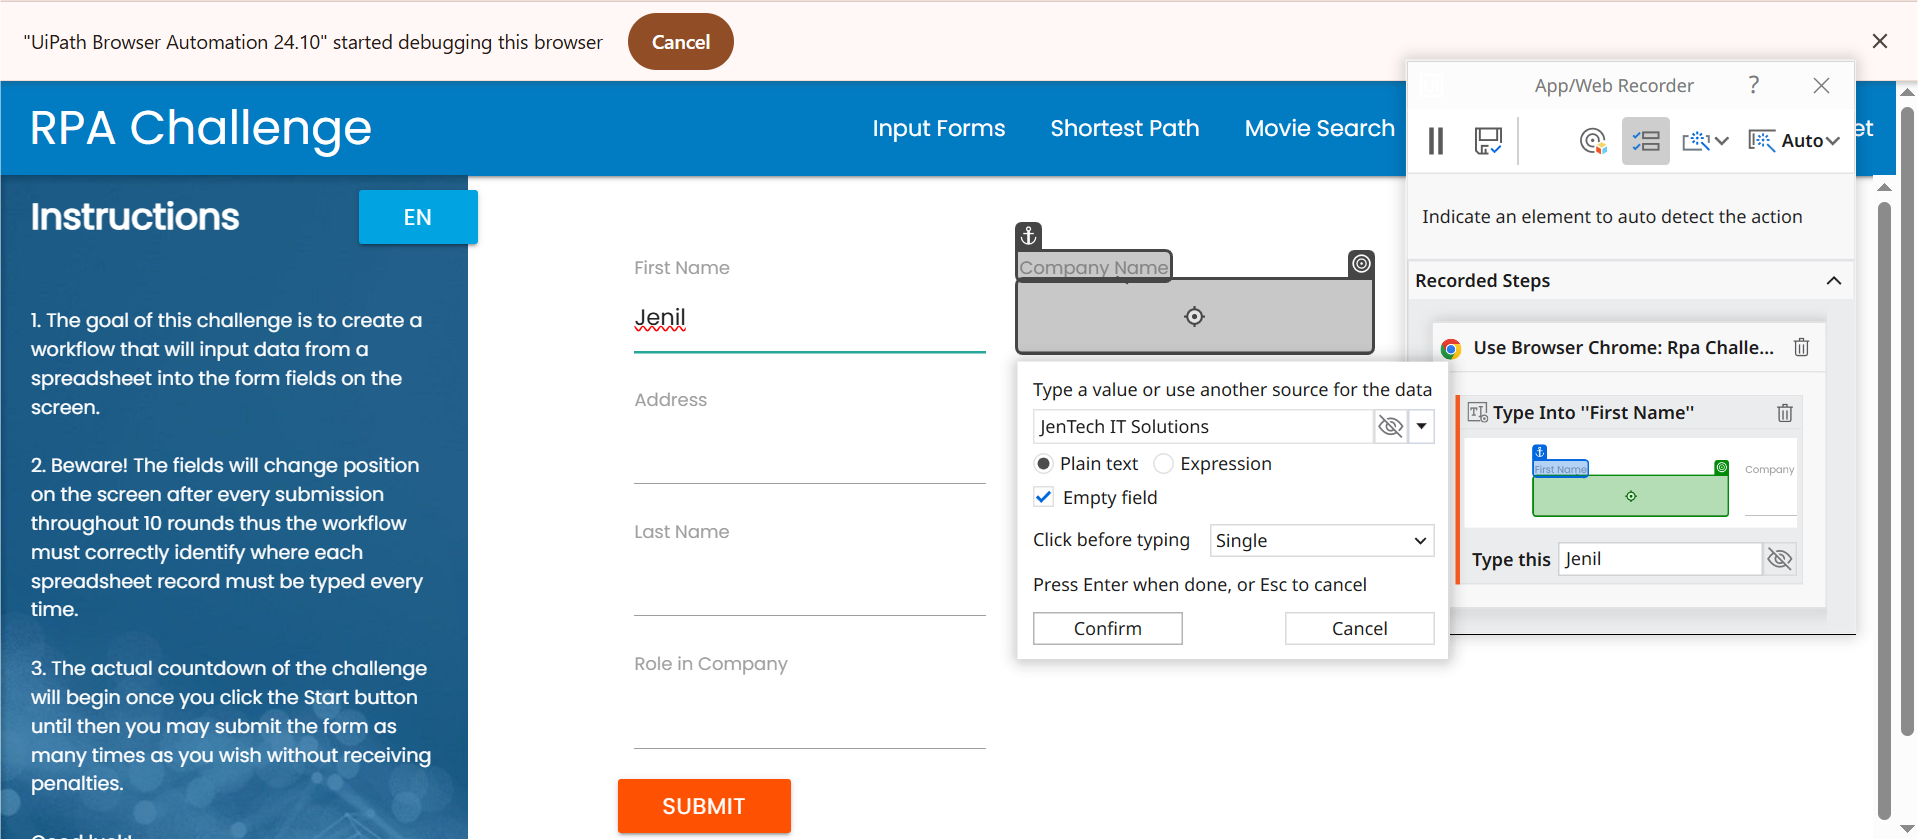 "UiPath Browser Automation 24.10" started debugging this browser
Cancel
RPA Challenge
Input Forms
Shortest Path
Movie Search
et
App/Web Recorder
?
Auto
Indicate an element to auto detect the action
Recorded Steps
Use Browser Chrome: Rpa Challe...
Type Into "First Name"
First Name
Company
Type this
Jenil
Instructions
EN
1. The goal of this challenge is to create a
workflow that will input data from a
spreadsheet into the form fields on the
screen.
2. Beware! The fields will change position
on the screen after every submission
throughout 10 rounds thus the workflow
must correctly identify where each
spreadsheet record must be typed every
time.
3. The actual countdown of the challenge
will begin once you click the Start button
until then you may submit the form as
many times as you wish without receiving
penalties.
Good luck!
First Name
Jenil
Address
Last Name
Role in Company
SUBMIT
Company Name
Type a value or use another source for the data
JenTech IT Solutions
Plain text
Expression
Empty field
Click before typing
Single
Press Enter when done, or Esc to cancel
Confirm
Cancel